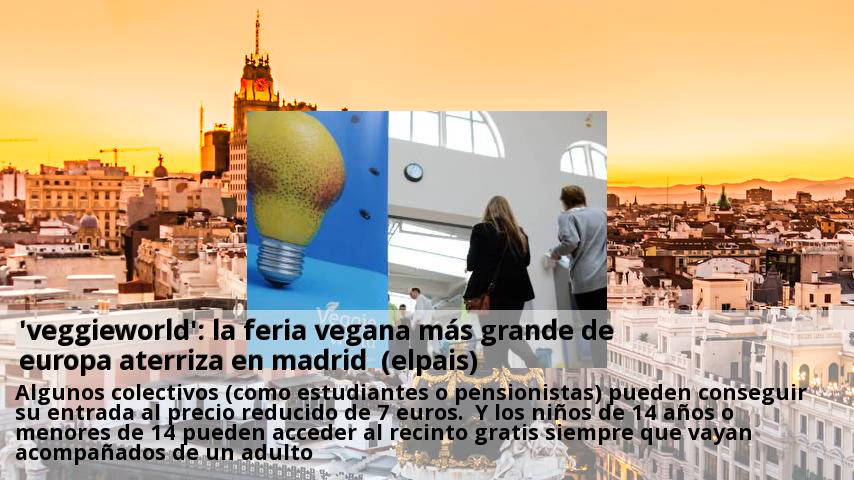 Veggie
'veggieworld': la feria vegana más grande de
europa aterriza en madrid  (elpais)
Algunos colectivos (como estudiantes o pensionistas) pueden conseguir
su entrada al precio reducido de 7 euros.  Y los niños de 14 años o
menores de 14 pueden acceder al recinto gratis siempre que vayan
acompañados de un adulto